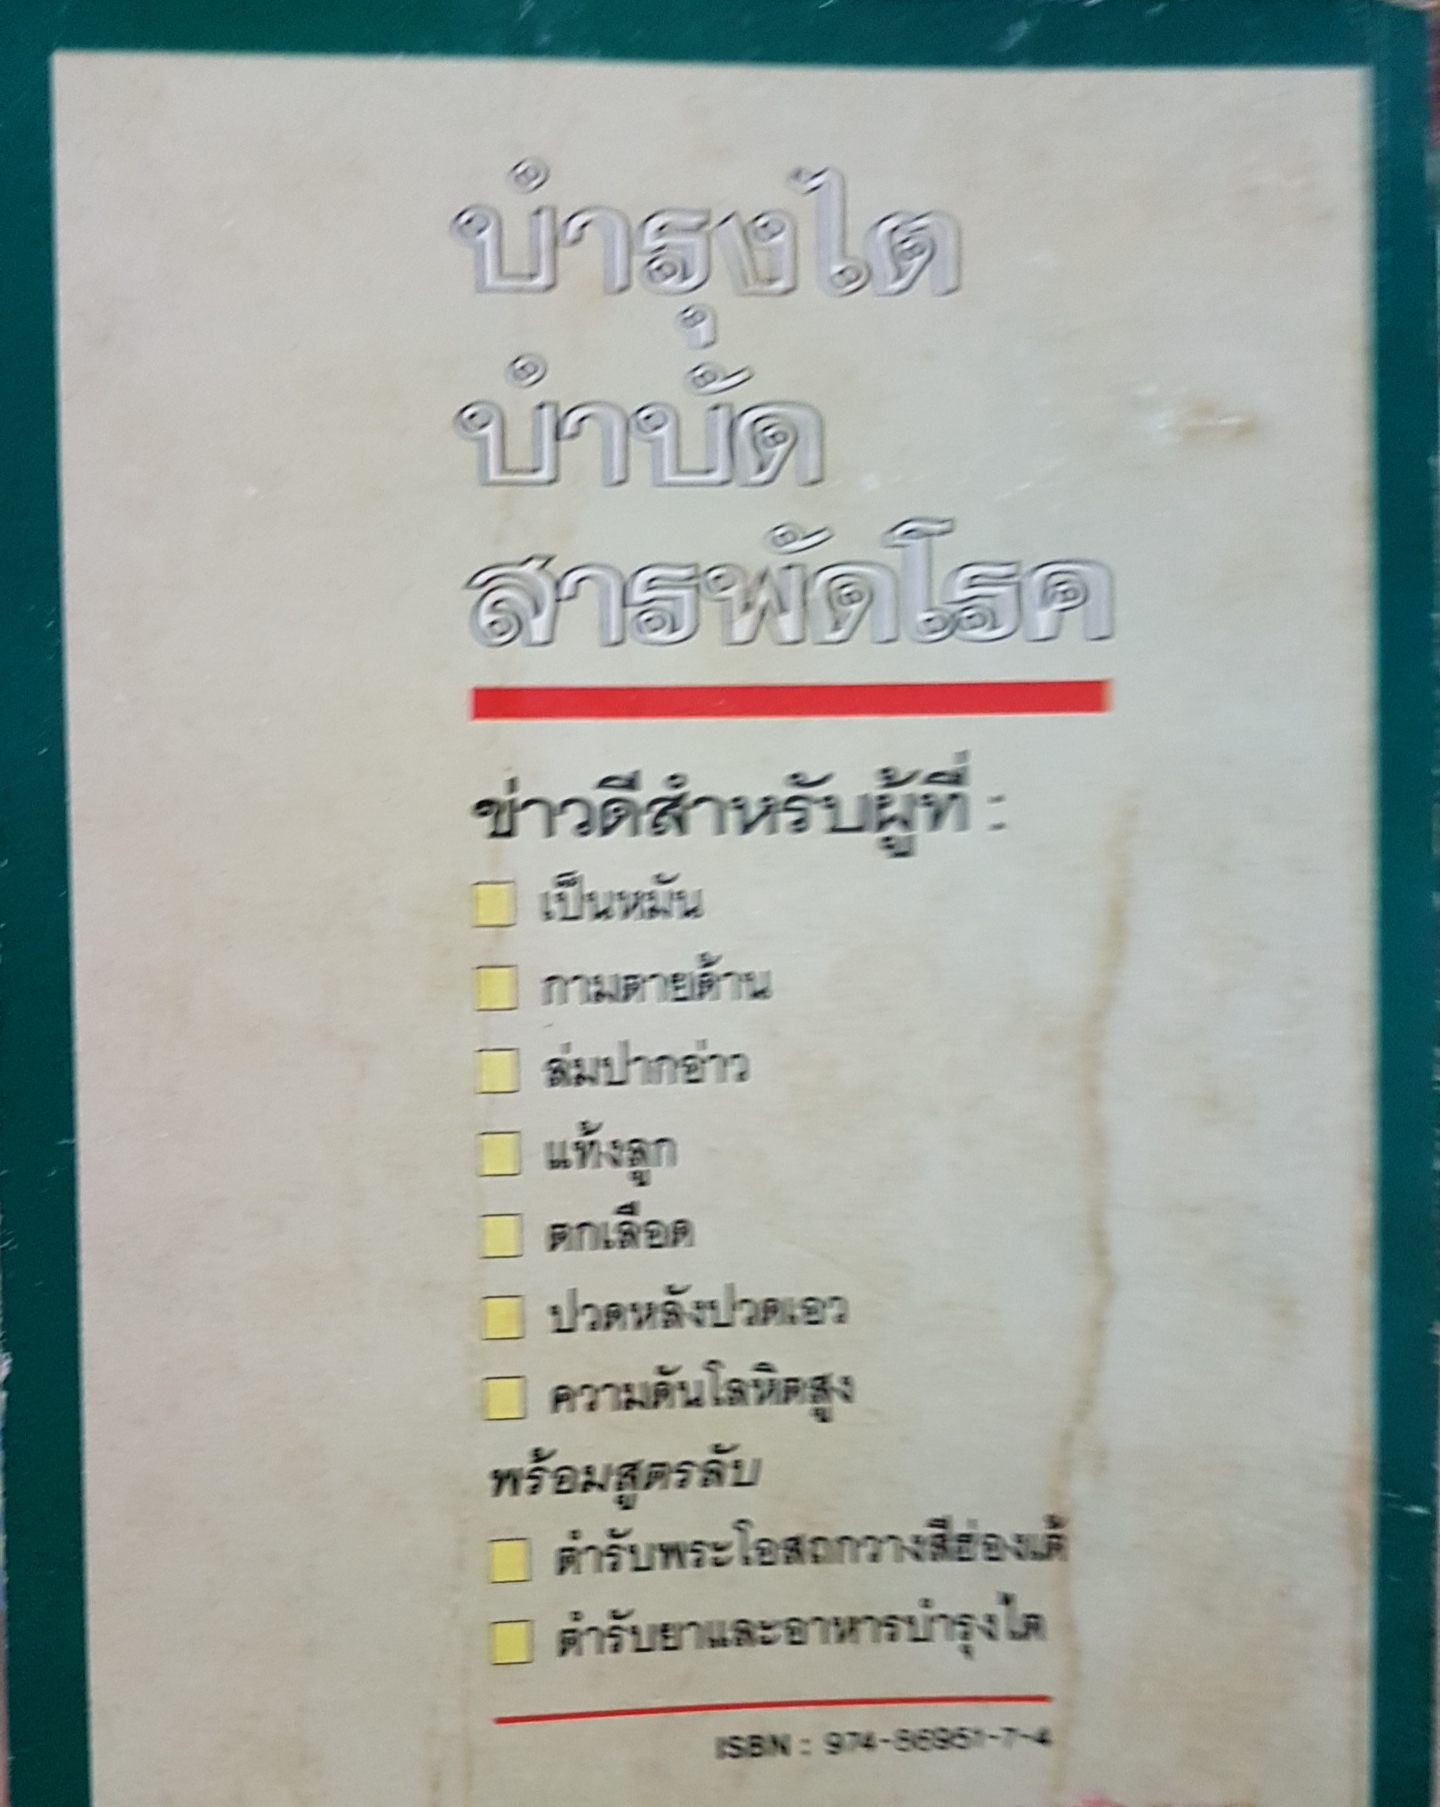 บำรุงไต
บำบัด
สารพัดโรค
ข่าวดีสำหรับผู้ที่ :
เป็นหมัน
กามตายด้าน
ล่มปากอ่าว
แท้งลูก
ตกเลือด
ปวดหลังปวดเอว
ความดันโลหิตสูง
พร้อมสูตรลับ
ตำรับพระโอสถกวางสีฮ่องเต้
ตำรับยาและอาหารบำรุงไต
ISBN :